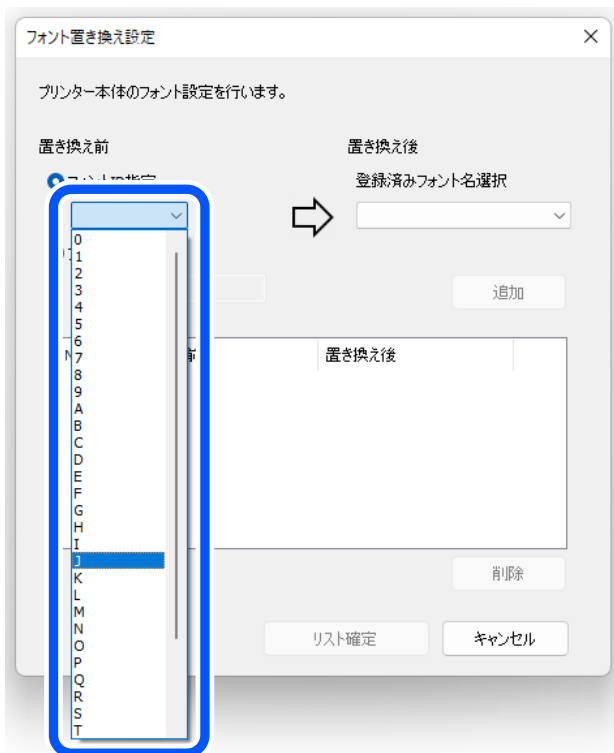 フォント置き換え設定
プリンター本体のフォント設定を行います。
置き換え前
置き換え後
登録済みフォント名選択
0
1
2
3
4
5
6
7
8
9
A
B
C
D
E
F
G
H
I
J
K
L
M
N
O
P
Q
R
S
T
追加
置き換え後
削除
リスト確定
キャンセル